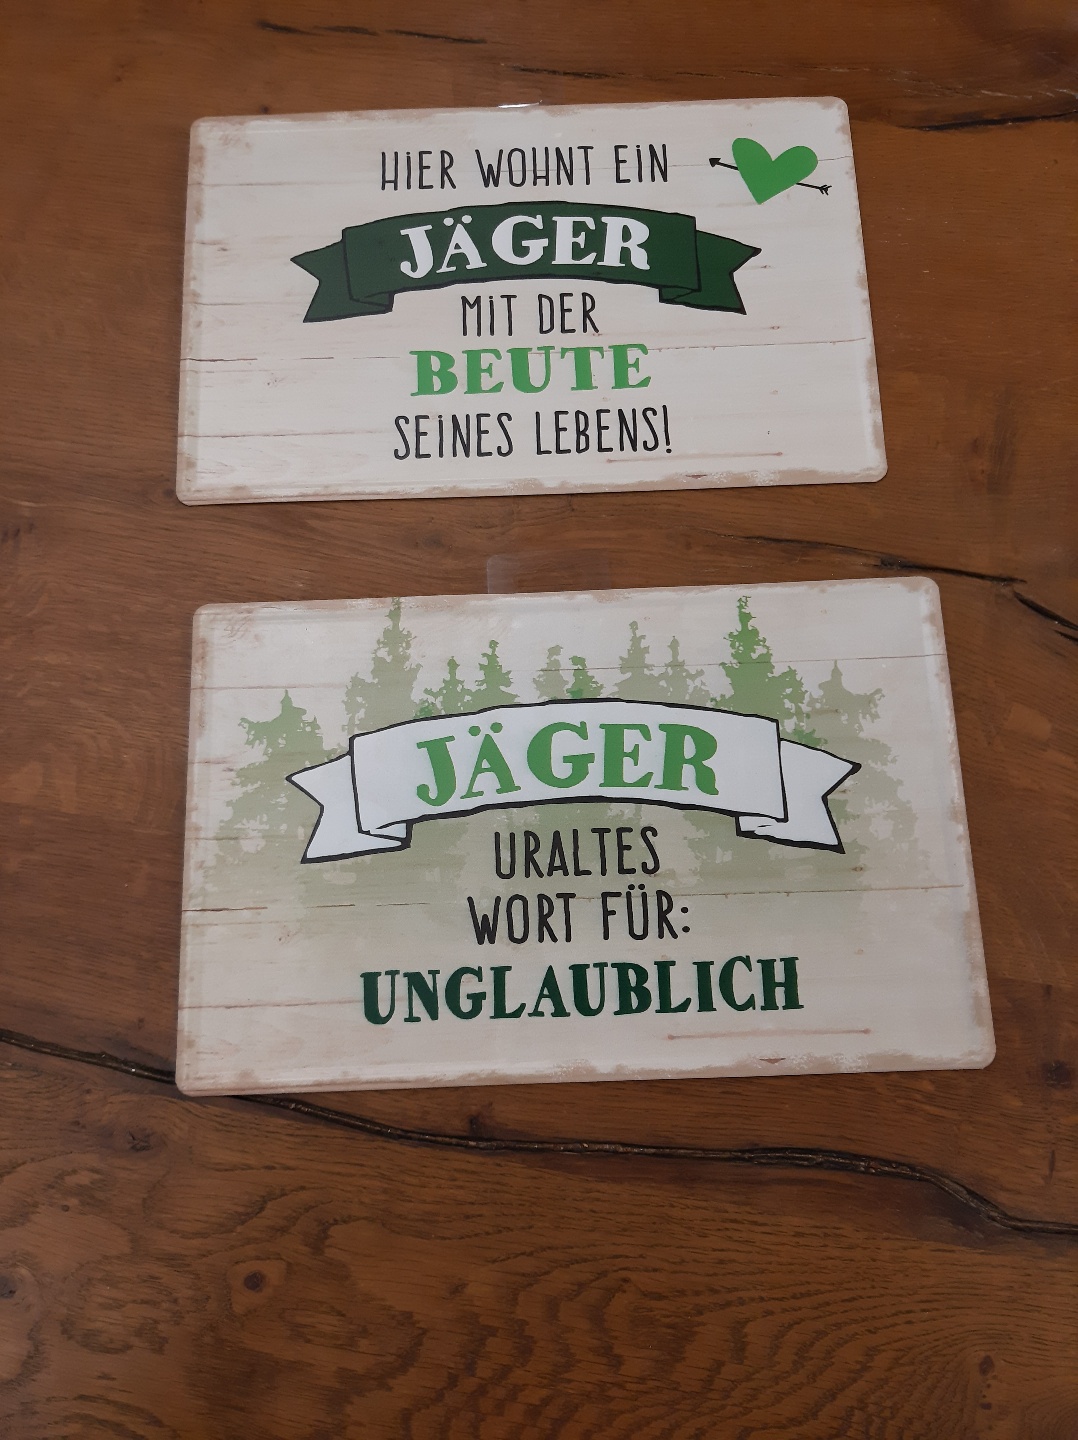 HIER WOHNT EIN
JÄGER
MIT DER
BEUTE
SEINES LEBENS!
JÄGER
URALTES
WORT FÜR:
UNGLAUBLICH